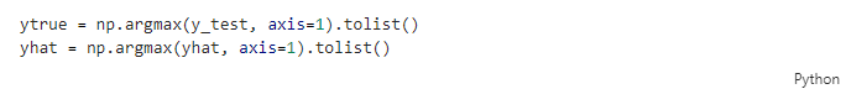 ytrue = np.argmax(y_test, axis=1).tolist()
yhat = np.argmax(yhat, axis=1).tolist()
Python